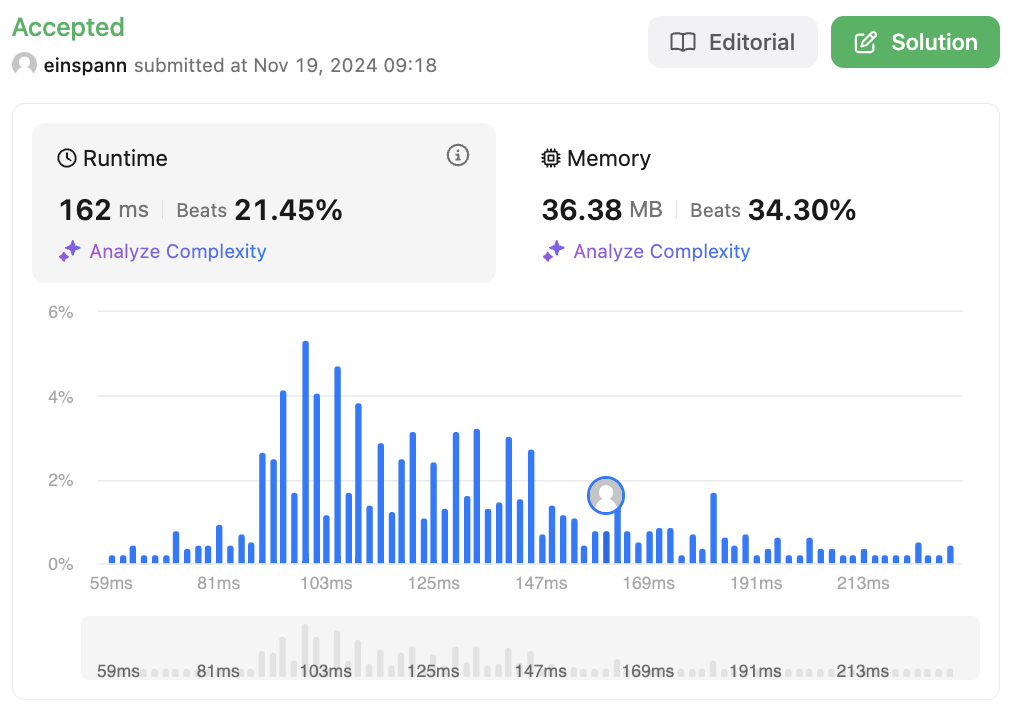 Accepted
einspann submitted at Nov 19, 2024 09:18
Editorial
Solution
Runtime
162 ms Beats 21.45%
Analyze Complexity
Memory
36.38 MB Beats 34.30%
Analyze Complexity
6%
4%
2%
0%
59ms 81ms 103ms 125ms 147ms 169ms 191ms 213ms
59ms 81ms 103ms 125ms 147ms 169ms 191ms 213ms